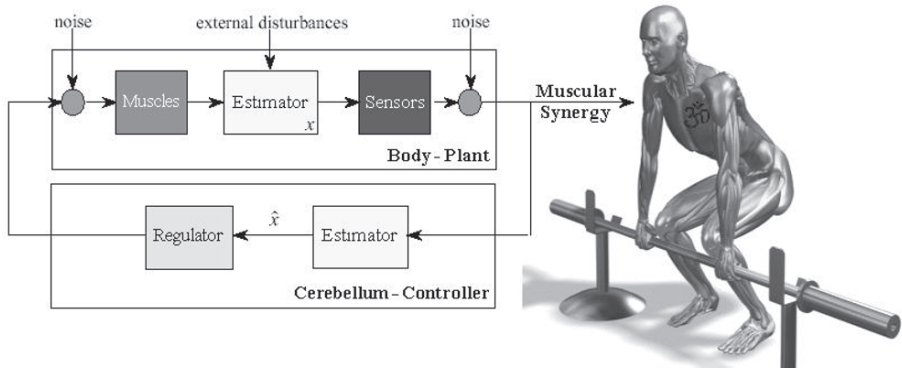 noise
external disturbances
noise
Muscles
Estimator
x
Sensors
Muscular
Synergy
Body - Plant
Regulator
x̂
Estimator
Cerebellum - Controller
ॐ